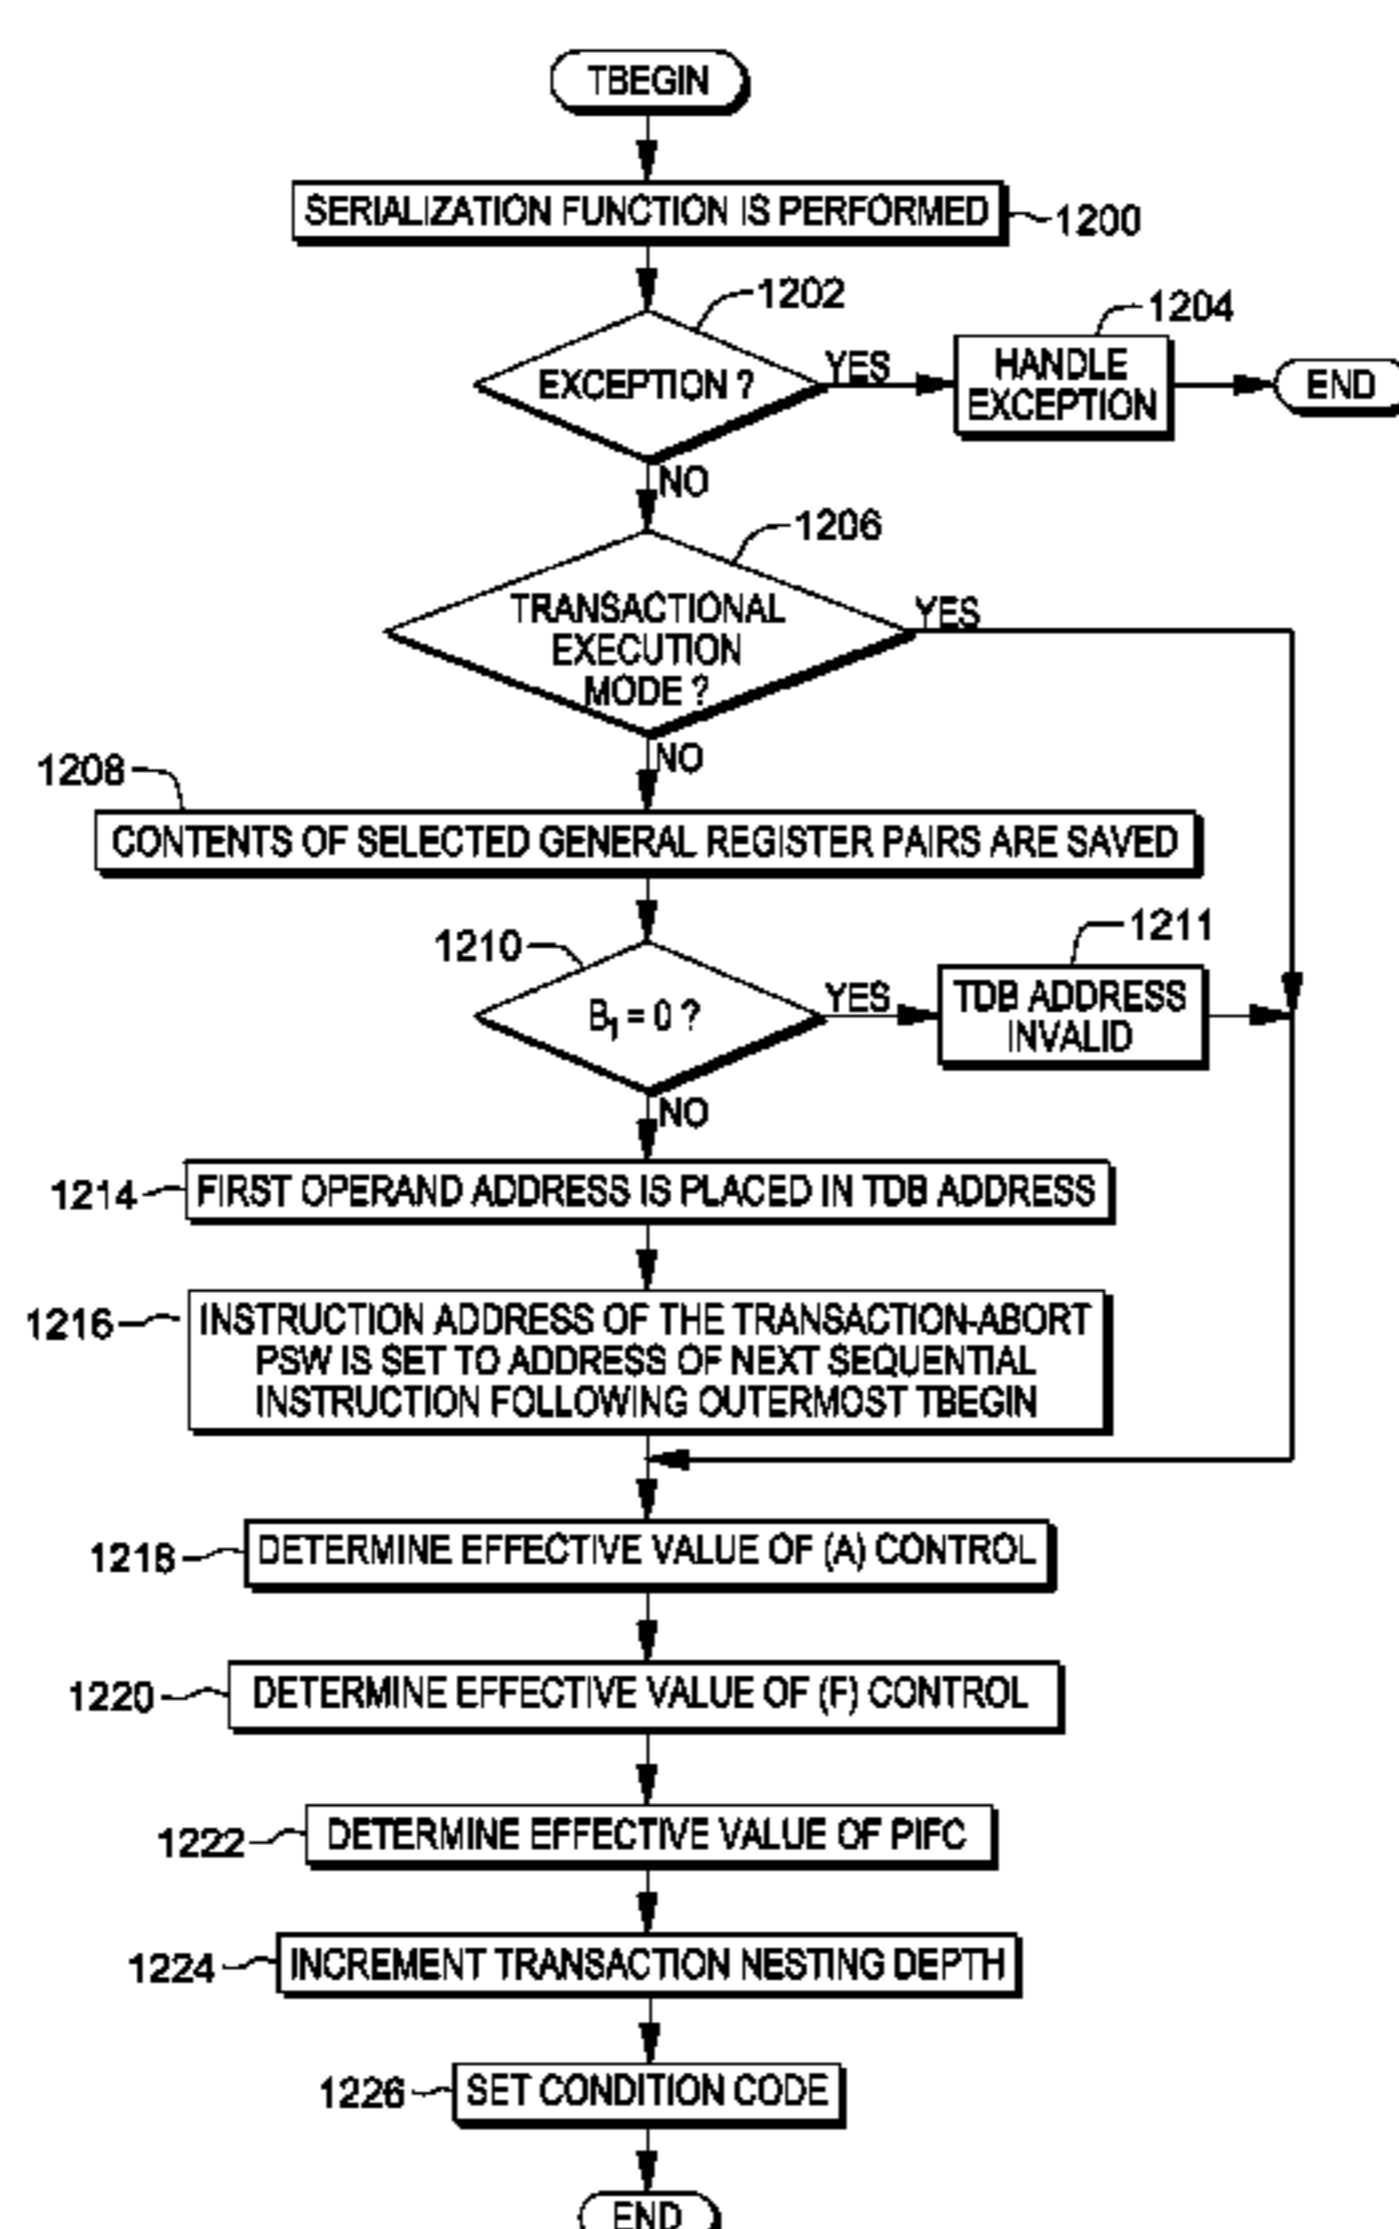 TBEGIN
SERIALIZATION FUNCTION IS PERFORMED
1200
1202
1204
EXCEPTION ?
YES
HANDLE
EXCEPTION
END
NO
1206
TRANSACTIONAL
EXECUTION
MODE ?
YES
NO
1208
CONTENTS OF SELECTED GENERAL REGISTER PAIRS ARE SAVED
1210
1211
B1 = 0 ?
YES
TDB ADDRESS
INVALID
NO
1214
FIRST OPERAND ADDRESS IS PLACED IN TDB ADDRESS
1216
INSTRUCTION ADDRESS OF THE TRANSACTION-ABORT
PSW IS SET TO ADDRESS OF NEXT SEQUENTIAL
INSTRUCTION FOLLOWING OUTERMOST TBEGIN
1218
DETERMINE EFFECTIVE VALUE OF (A) CONTROL
1220
DETERMINE EFFECTIVE VALUE OF (F) CONTROL
1222
DETERMINE EFFECTIVE VALUE OF PIFC
1224
INCREMENT TRANSACTION NESTING DEPTH
1226
SET CONDITION CODE
END